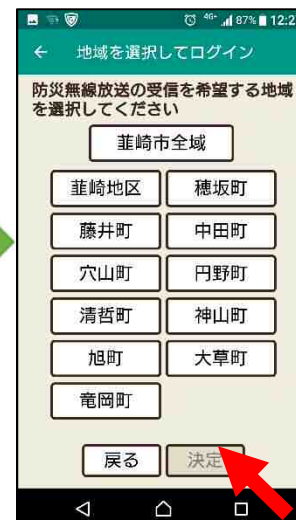 4G+ 87% 12:2
← 地域を選択してログイン
防災無線放送の受信を希望する地域
を選択してください
韮崎市全域
韮崎地区 穂坂町
藤井町 中田町
穴山町 円野町
清哲町 神山町
旭町 大草町
竜岡町
戻る 決定